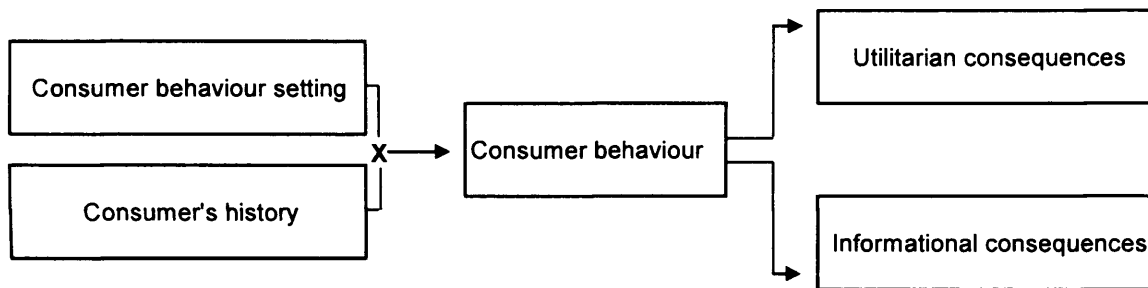 Consumer behaviour setting
Consumer's history
X
Consumer behaviour
Utilitarian consequences
Informational consequences